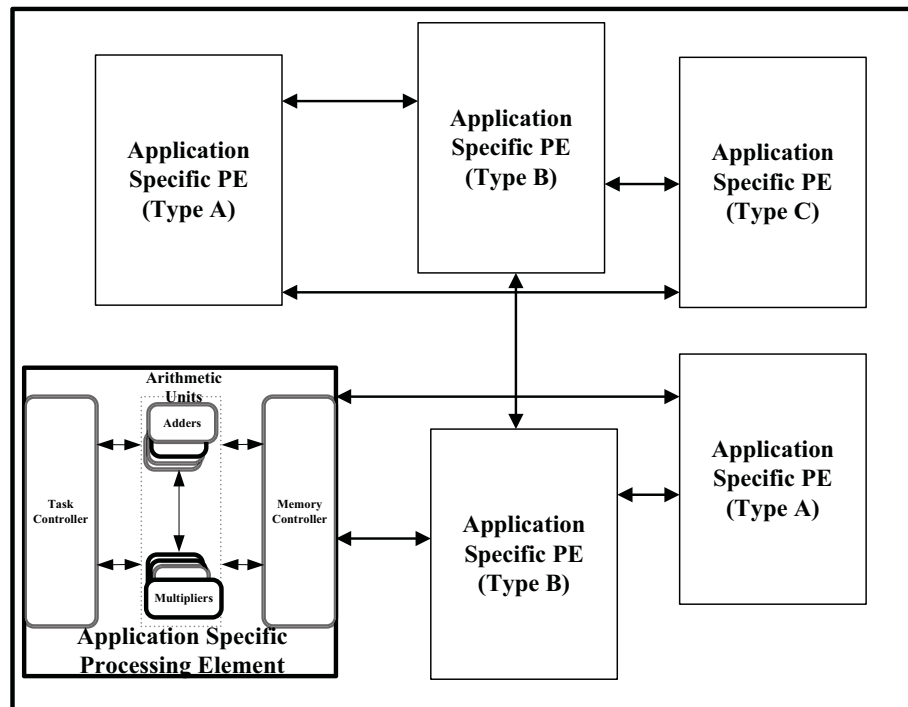 Application
Specific PE
(Type A)
Application
Specific PE
(Type B)
Application
Specific PE
(Type C)
Arithmetic
Units
Adders
Task
Controller
Memory
Controller
Multipliers
Application Specific
Processing Element
Application
Specific PE
(Type B)
Application
Specific PE
(Type A)